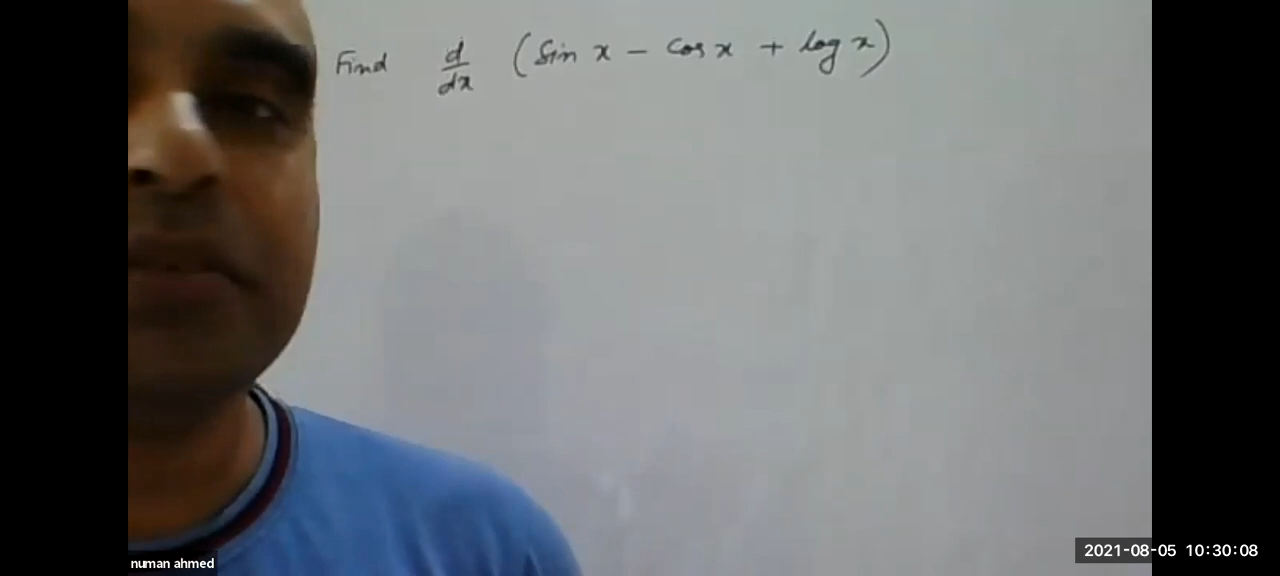 Find d/dx (Sin x - Cos x + log x)
numan ahmed
2021-08-05 10:30:08